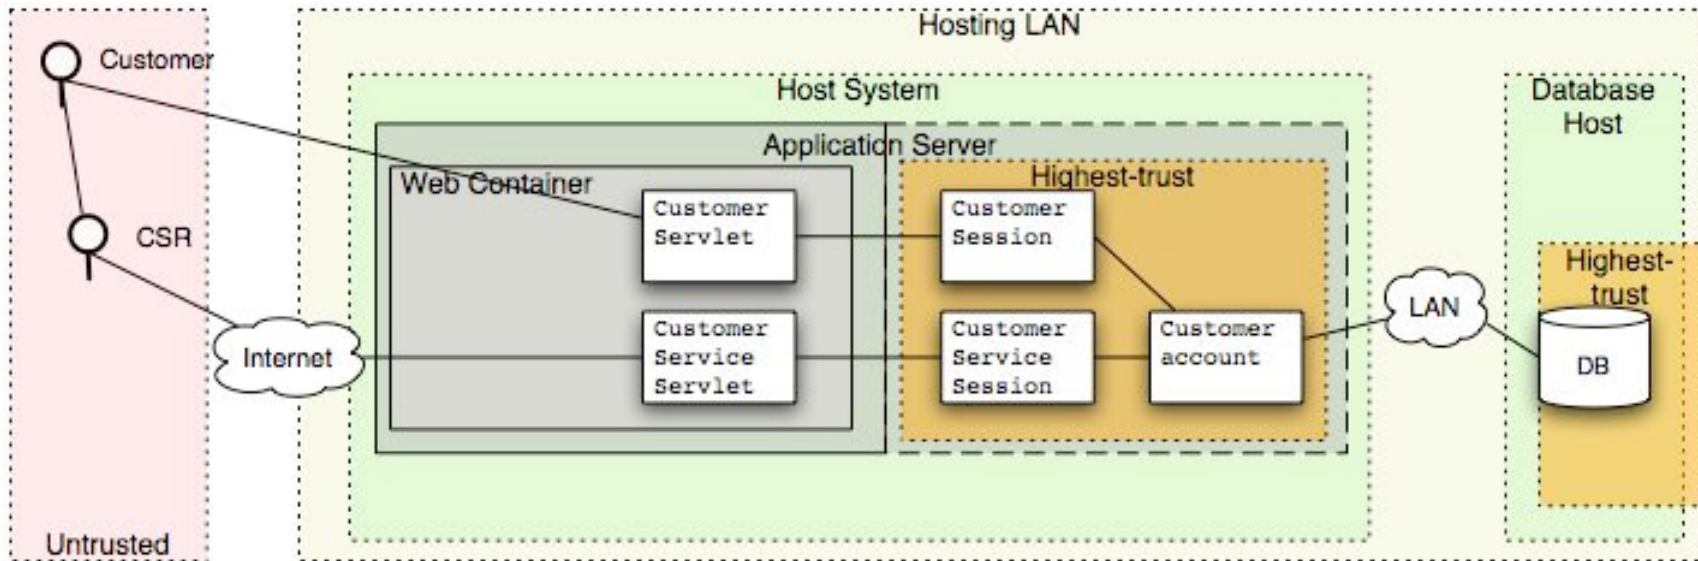 Hosting LAN
Customer
Host System
Database
Host
Application Server
Web Container
Highest-trust
Customer
Servlet
Customer
Session
CSR
Highest-
trust
LAN
Internet
Customer
Service
Servlet
Customer
Service
Session
Customer
account
DB
Untrusted